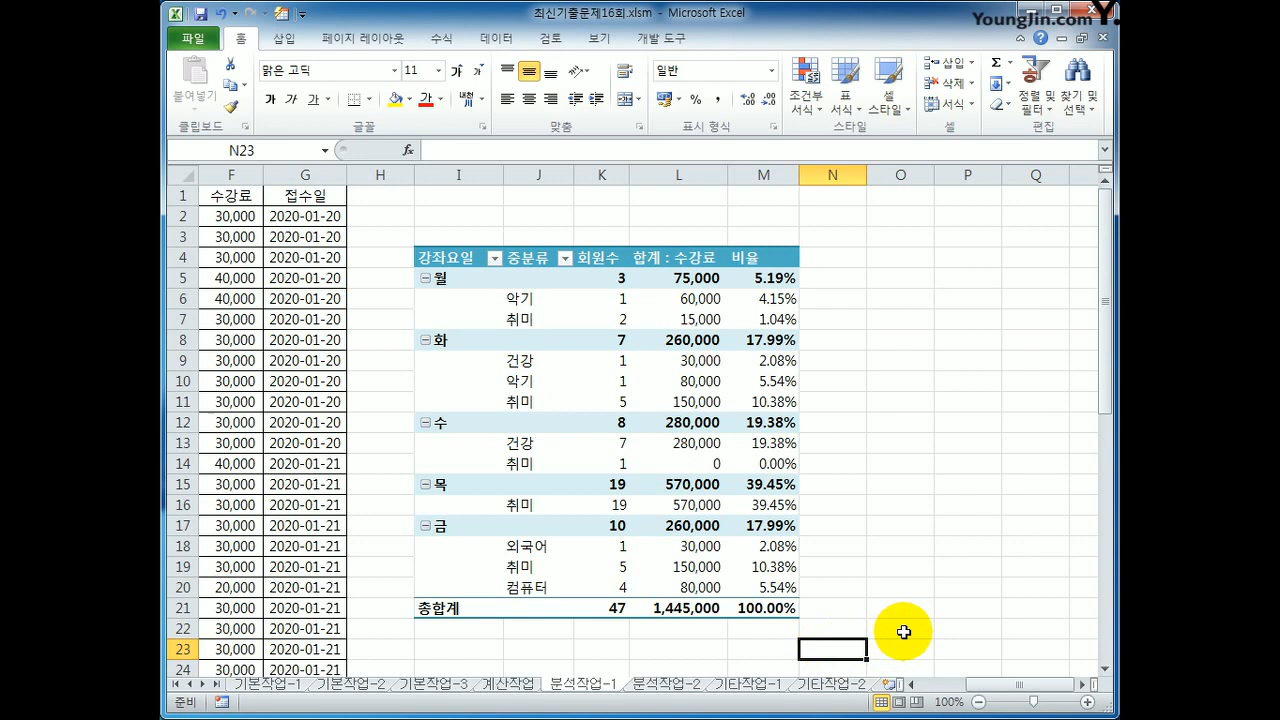 최신기출문제16회.xlsm - Microsoft Excel
YoungJin.com Y.
파일 홈 삽입 페이지 레이아웃 수식 데이터 검토 보기 개발 도구
붙여넣기 맑은 고딕 11 일반 조건부 서식 표 서식 셀 스타일 삽입 삭제 서식 정렬 및 필터 찾기 및 선택
가 가 가 가 %
클립보드 글꼴 맞춤 표시 형식 스타일 셀 편집
N23 fx
F G H I J K L M N O P Q
1 수강료 접수일
2 30,000 2020-01-20
3 30,000 2020-01-20
4 30,000 2020-01-20 강좌요일 중분류 회원수 합계 : 수강료 비율
5 40,000 2020-01-20 월 3 75,000 5.19%
6 40,000 2020-01-20 악기 1 60,000 4.15%
7 30,000 2020-01-20 취미 2 15,000 1.04%
8 30,000 2020-01-20 화 7 260,000 17.99%
9 30,000 2020-01-20 건강 1 30,000 2.08%
10 30,000 2020-01-20 악기 1 80,000 5.54%
11 30,000 2020-01-20 취미 5 150,000 10.38%
12 30,000 2020-01-20 수 8 280,000 19.38%
13 30,000 2020-01-20 건강 7 280,000 19.38%
14 40,000 2020-01-21 취미 1 0 0.00%
15 30,000 2020-01-21 목 19 570,000 39.45%
16 30,000 2020-01-21 취미 19 570,000 39.45%
17 30,000 2020-01-21 금 10 260,000 17.99%
18 30,000 2020-01-21 외국어 1 30,000 2.08%
19 30,000 2020-01-21 취미 5 150,000 10.38%
20 20,000 2020-01-21 컴퓨터 4 80,000 5.54%
21 30,000 2020-01-21 총합계 47 1,445,000 100.00%
22 30,000 2020-01-21
23 30,000 2020-01-21
24 30,000 2020-01-21
기본작업-1 기본작업-2 기본작업-3 계산작업 분석작업-1 분석작업-2 기타작업-1 기타작업-2
준비 100%